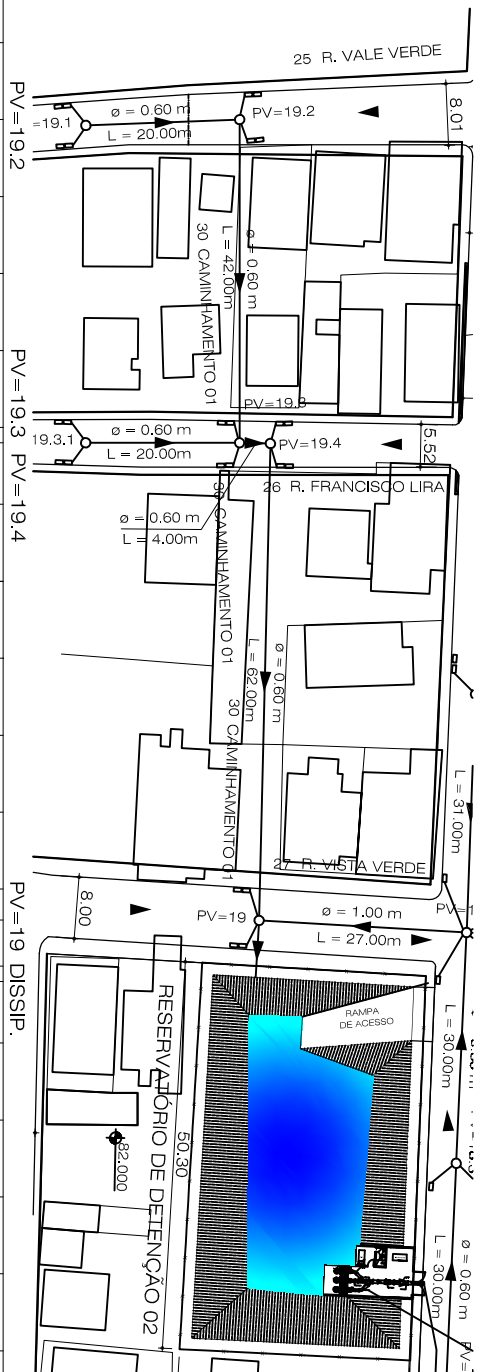 25 R. VALE VERDE
8.01
PV=19.2
ø = 0.60 m
L = 20.00m
=19.1
PV=19.2
ø = 0.60 m
L = 42.00m
30 CAMINHAMENTO 01
PV=19.3
PV=19.3
PV=19.4
19.3.1
ø = 0.60 m
L = 20.00m
PV=19.4
5.52
26 R. FRANCISCO LIRA
ø = 0.60 m
L = 4.00m
30 CAMINHAMENTO 01
ø = 0.60 m
L = 62.00m
30 CAMINHAMENTO 01
L = 31.00m
27 R. VISTA VERDE
8.00
PV=19
ø = 1.00 m
L = 27.00m
PV=1
PV=19 DISSIP.
RAMPA
DE ACESSO
L = 30.00m
RESERVATÓRIO DE DETENÇÃO 02
50.30
82.000
ø = 0.60 m
L = 30.00m